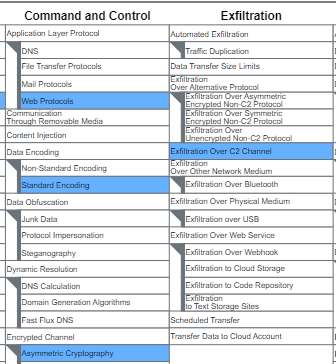 Command and Control
Application Layer Protocol
DNS
File Transfer Protocols
Mail Protocols
Web Protocols
Communication
Through Removable Media
Content Injection
Data Encoding
Non-Standard Encoding
Standard Encoding
Data Obfuscation
Junk Data
Protocol Impersonation
Steganography
Dynamic Resolution
DNS Calculation
Domain Generation Algorithms
Fast Flux DNS
Encrypted Channel
Asymmetric Cryptography
Exfiltration
Automated Exfiltration
Traffic Duplication
Data Transfer Size Limits
Exfiltration
Over Alternative Protocol
Exfiltration Over Asymmetric
Encrypted Non-C2 Protocol
Exfiltration Over Symmetric
Encrypted Non-C2 Protocol
Exfiltration Over
Unencrypted Non-C2 Protocol
Exfiltration Over C2 Channel
Exfiltration
Over Other Network Medium
Exfiltration Over Bluetooth
Exfiltration Over Physical Medium
Exfiltration over USB
Exfiltration Over Web Service
Exfiltration Over Webhook
Exfiltration to Cloud Storage
Exfiltration to Code Repository
Exfiltration
to Text Storage Sites
Scheduled Transfer
Transfer Data to Cloud Account